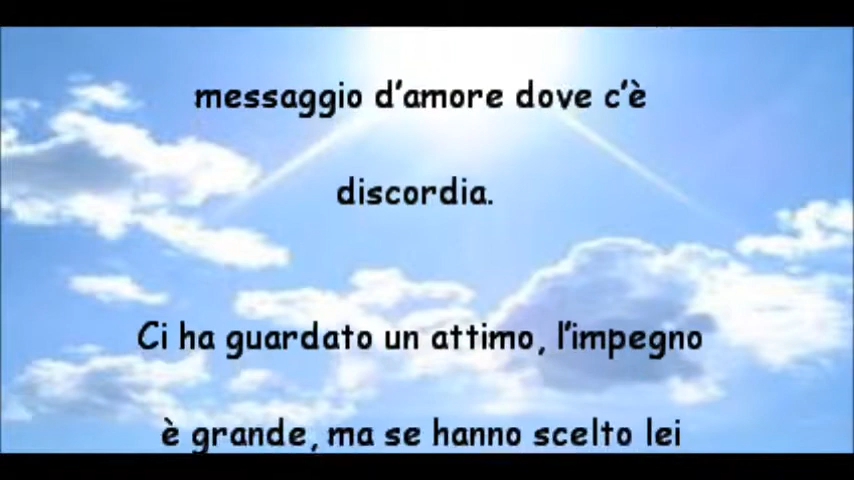 messaggio d’amore dove c’è
discordia.
Ci ha guardato un attimo, l’impegno
è grande, ma se hanno scelto lei